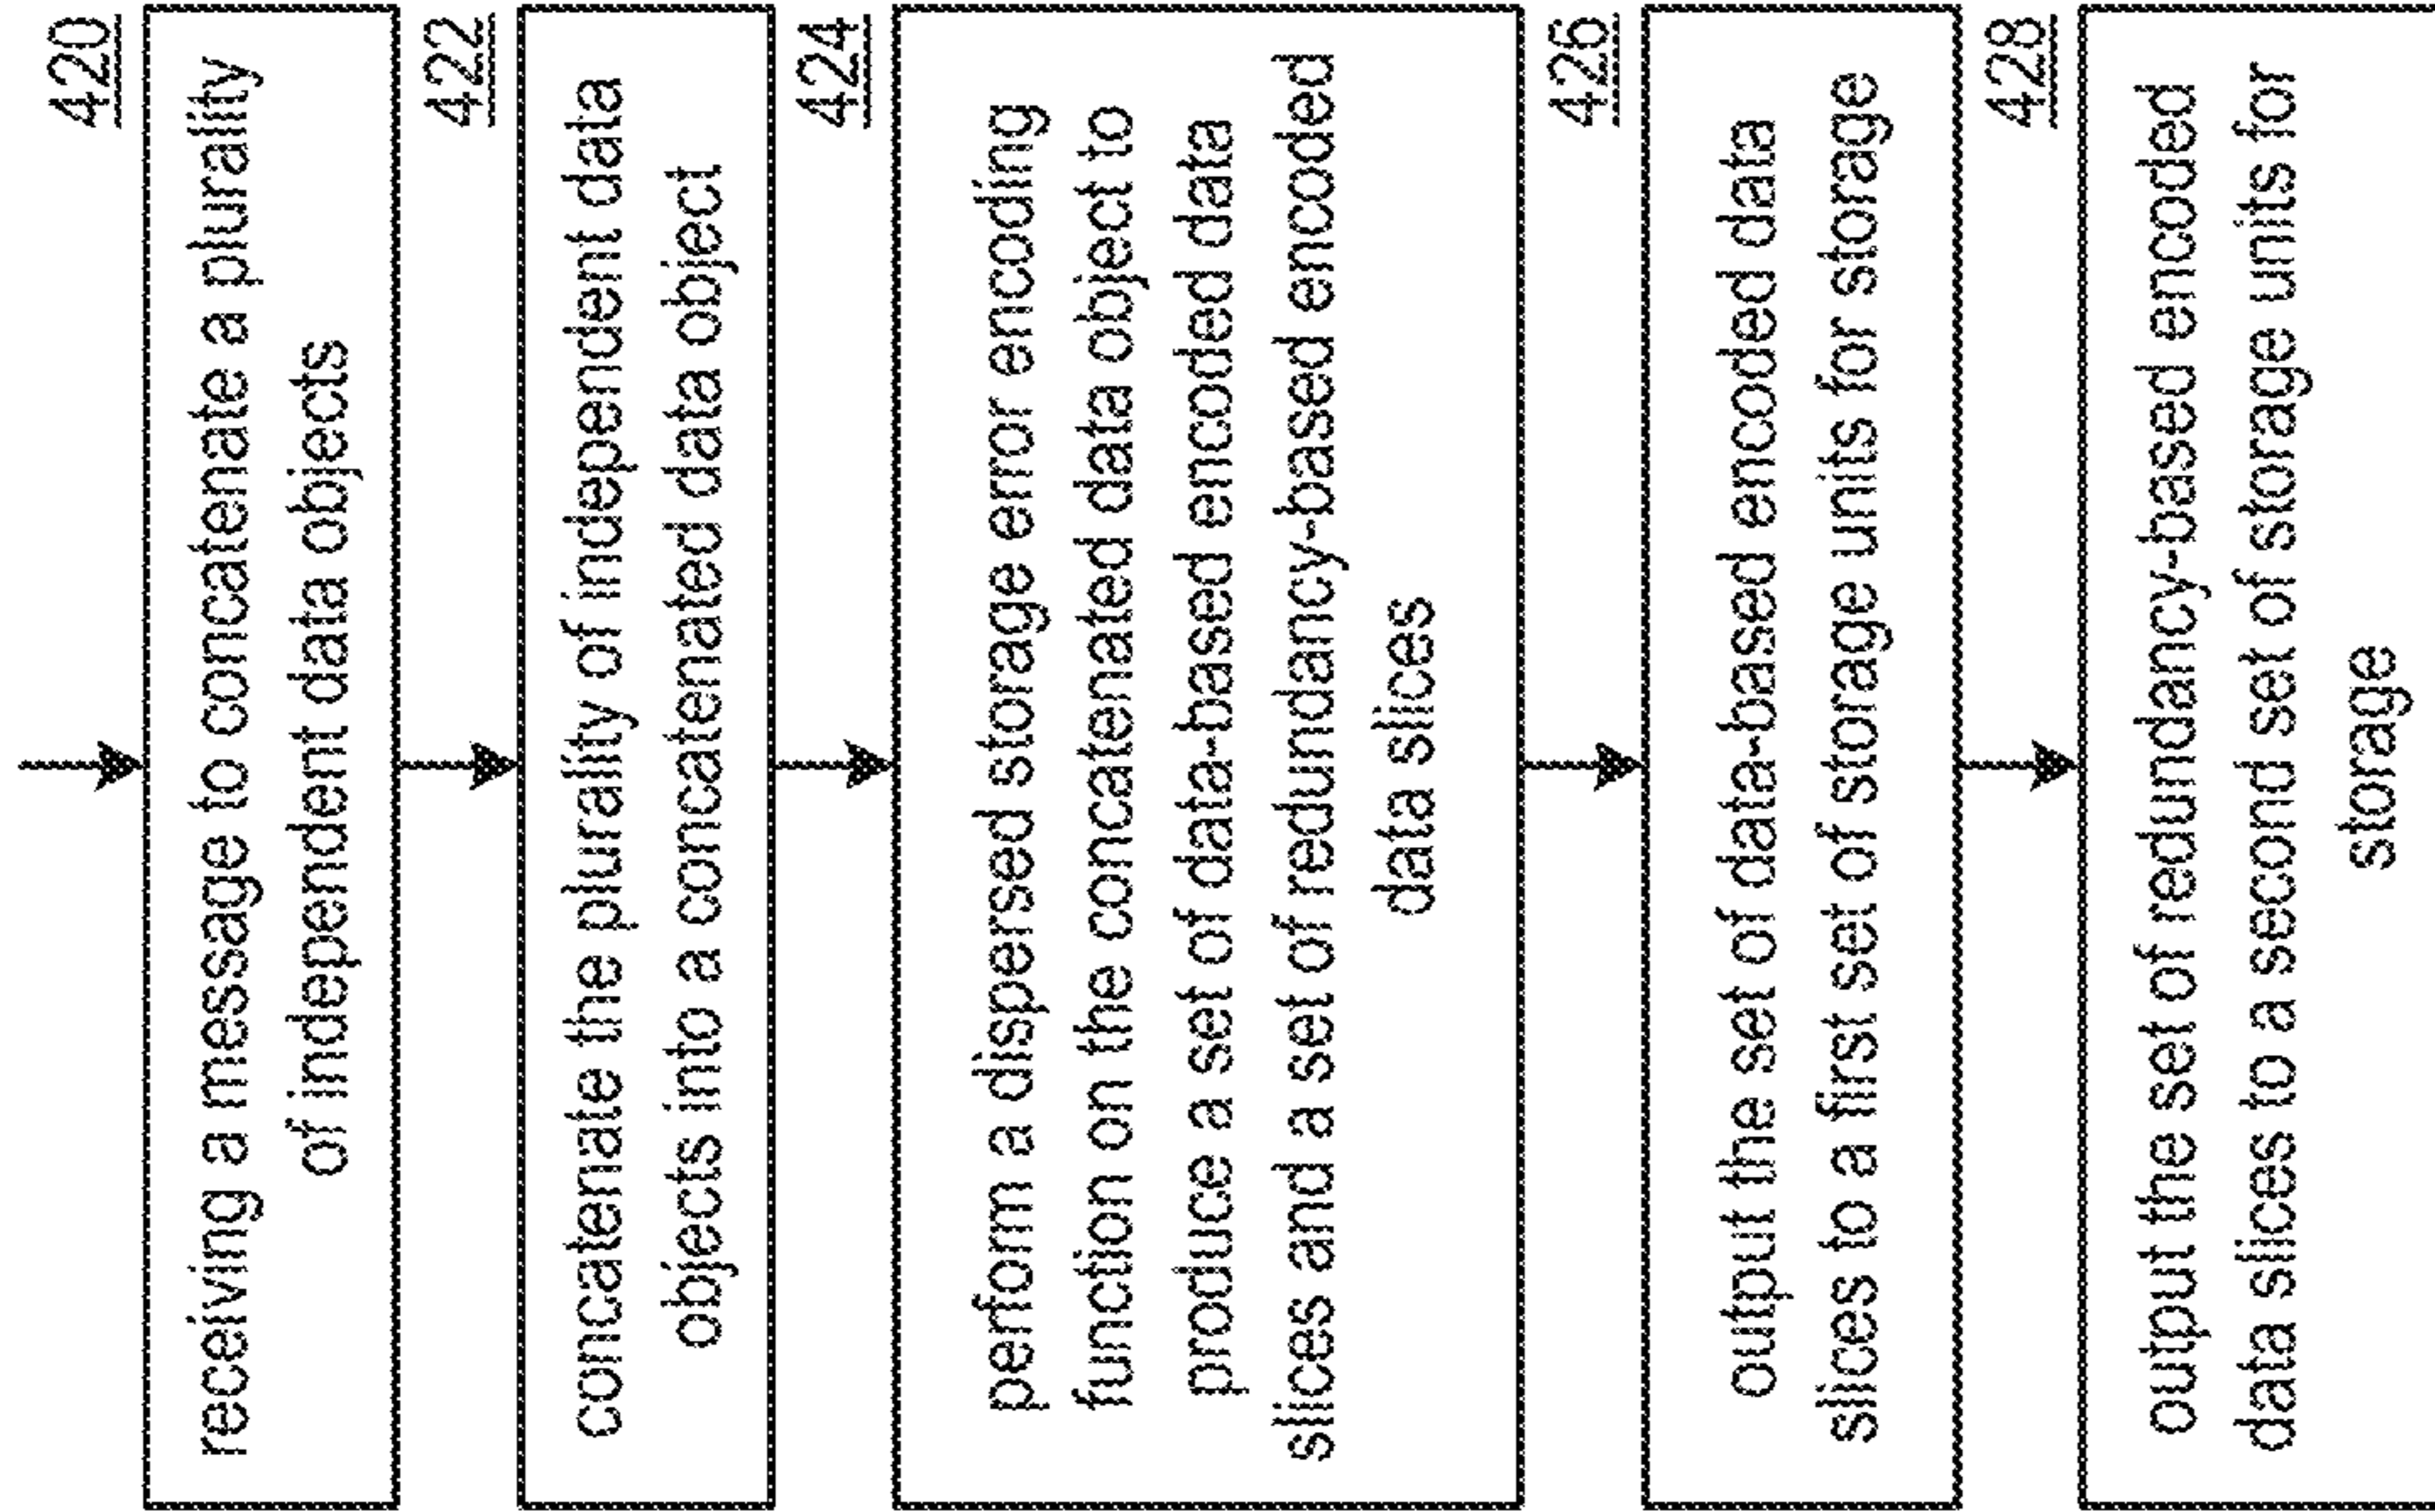 420
receiving a message to concatenate a plurality
of independent data objects
422
concatenate the plurality of independent data
objects into a concatenated data object
424
perform a dispersed storage error encoding
function on the concatenated data object to
produce a set of data-based encoded data
slices and a set of redundancy-based encoded
data slices
426
output the set of data-based encoded data
slices to a first set of storage units for storage
428
output the set of redundancy-based encoded
data slices to a second set of storage units for
storage